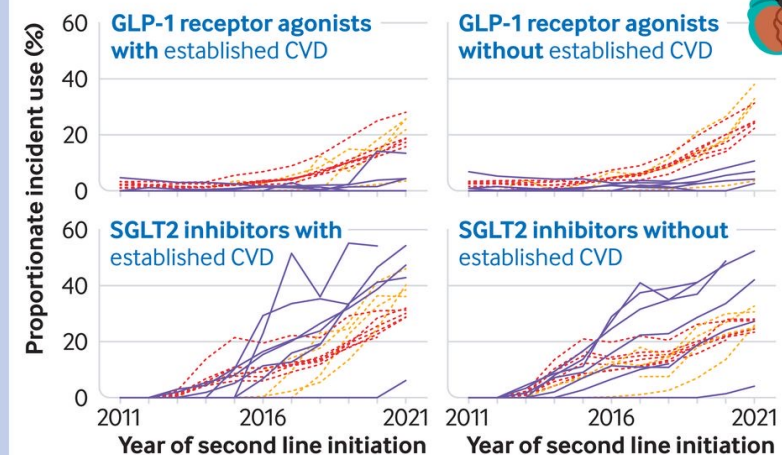 Proportionate incident use (%)
GLP-1 receptor agonists
with established CVD
60
40
20
0
GLP-1 receptor agonists
without established CVD
SGLT2 inhibitors with
established CVD
60
40
20
0
2011
2016
2021
Year of second line initiation
SGLT2 inhibitors without
established CVD
2011
2016
2021
Year of second line initiation